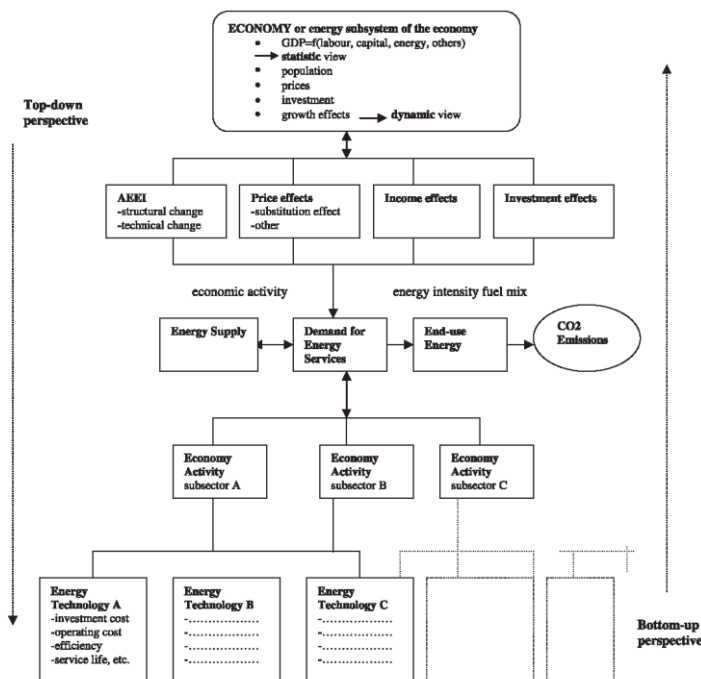 ECONOMY or energy subsystem of the economy
• GDP=f(labour, capital, energy, others)
statistic view
• population
• prices
• investment
• growth effects dynamic view
Top-down
perspective
AEEI
-structural change
-technical change
Price effects
-substitution effect
-other
Income effects
Investment effects
economic activity
energy intensity fuel mix
Energy Supply
Demand for
Energy
Services
End-use
Energy
CO2
Emissions
Economy
Activity
subsector A
Economy
Activity
subsector B
Economy
Activity
subsector C
Energy
Technology A
-investment cost
-operating cost
-efficiency
-service life, etc.
Energy
Technology B
-....................
-....................
-....................
-....................
Energy
Technology C
-....................
-....................
-....................
-....................
Bottom-up
perspective